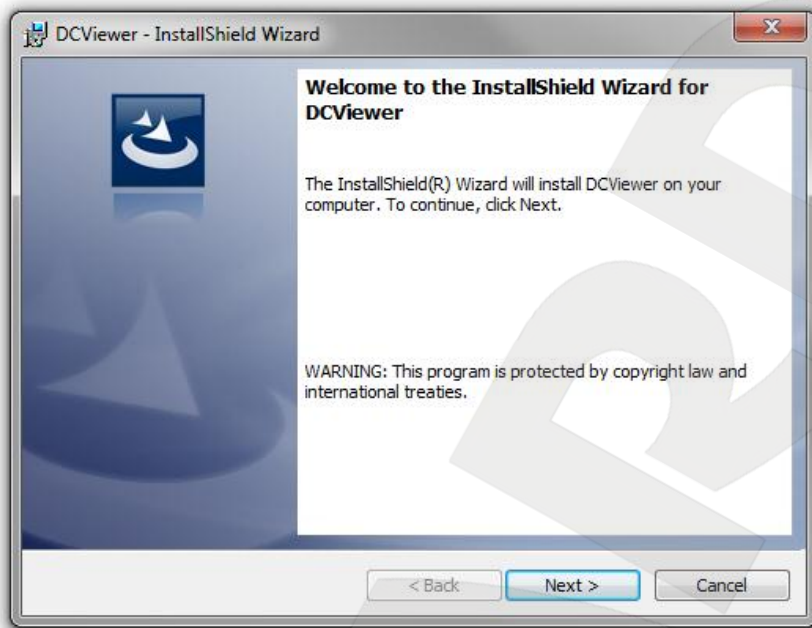 DCViewer - InstallShield Wizard
Welcome to the InstallShield Wizard for
DCViewer
The InstallShield(R) Wizard will install DCViewer on your
computer. To continue, click Next.
WARNING: This program is protected by copyright law and
international treaties.
< Back Next > Cancel